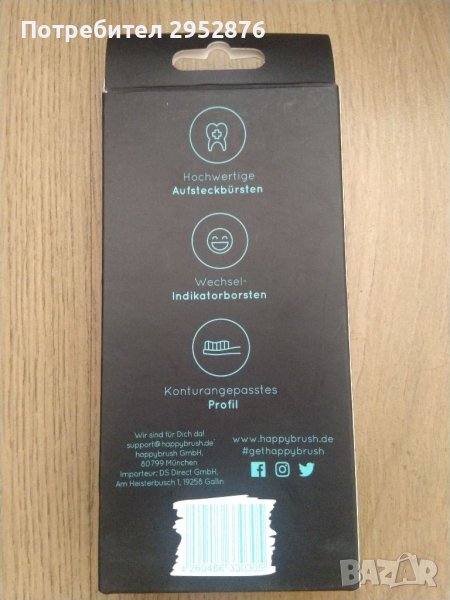 Потребител 2952876
Hochwertige
Aufsteckbürsten
Wechsel-
Indikatorborsten
Konturangepasstes
Profil
Wir sind für Dich da!
support@happybrush.de
happybrush GmbH,
80799 München
Importeur: DS Direct GmbH,
Am Heisterbusch 1, 19258 Gallin
www.happybrush.de
#gethappybrush
BAZAR